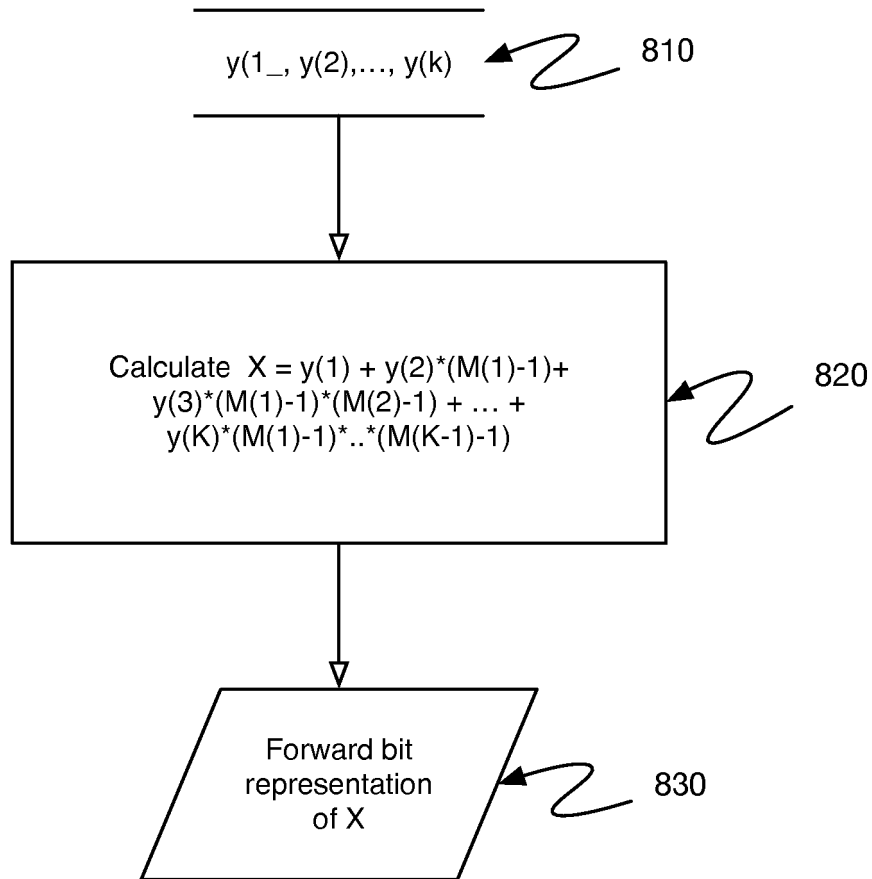 y(1_, y(2),..., y(k)
810
Calculate X = y(1) + y(2)*(M(1)-1)+
y(3)*(M(1)-1)*(M(2)-1) + ... +
y(K)*(M(1)-1)*..*(M(K-1)-1)
820
Forward bit
representation
of X
830